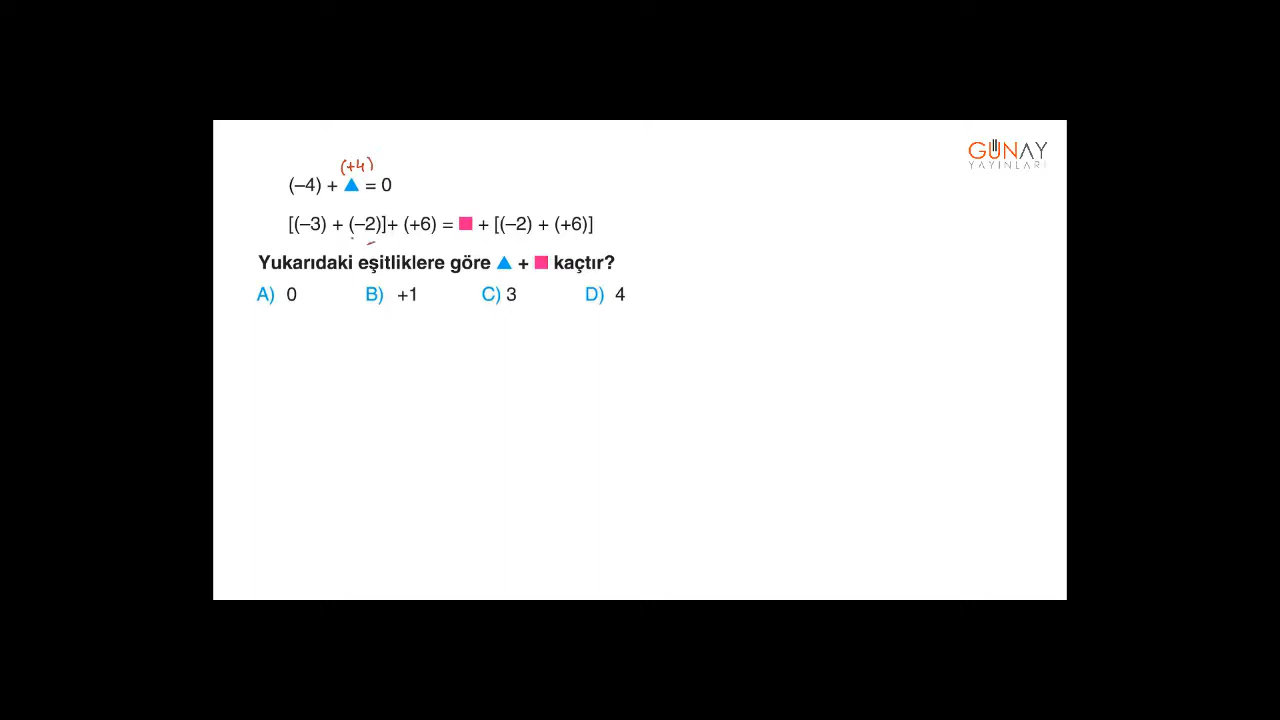 GÜNAY
YAYINLARI
(+4)
(–4) + ▲ = 0
[(–3) + (–2)]+ (+6) = ■ + [(–2) + (+6)]
Yukarıdaki eşitliklere göre ▲ + ■ kaçtır?
A) 0 B) +1 C) 3 D) 4